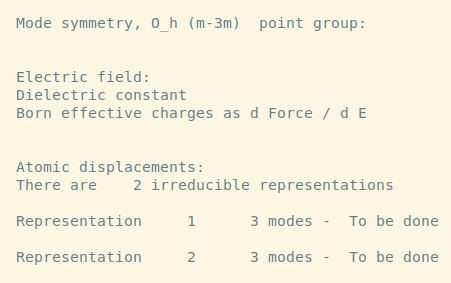 Mode symmetry, O_h (m-3m)  point group:
Electric field:
Dielectric constant
Born effective charges as d Force / d E
Atomic displacements:
There are    2 irreducible representations
Representation     1      3 modes -  To be done
Representation     2      3 modes -  To be done